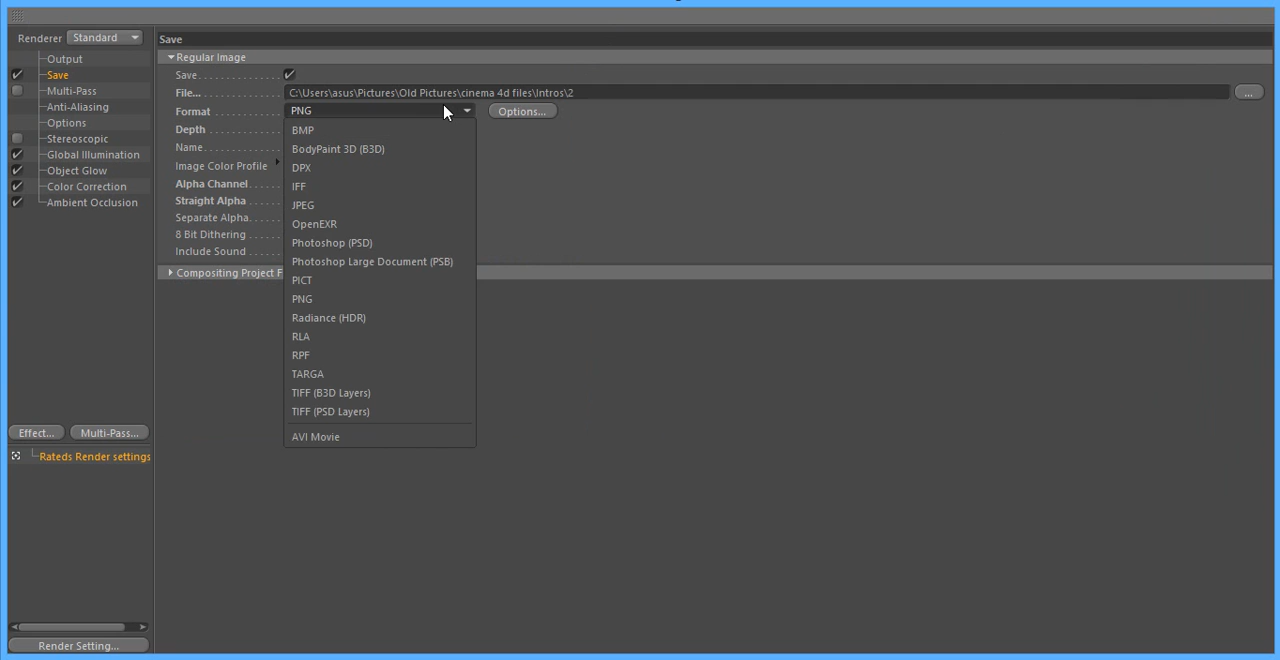 Renderer Standard
Output
Save
Multi-Pass
Anti-Aliasing
Options
Stereoscopic
Global Illumination
Object Glow
Color Correction
Ambient Occlusion
Effect... Multi-Pass...
Rateds Render settings
Render Setting...
Save
Regular Image
Save
File... C:\Users\asus\Pictures\Old Pictures\cinema 4d files\Intros\2 ...
Format PNG Options...
Depth
Name
Image Color Profile
Alpha Channel
Straight Alpha
Separate Alpha
8 Bit Dithering
Include Sound
Compositing Project F
BMP
BodyPaint 3D (B3D)
DPX
IFF
JPEG
OpenEXR
Photoshop (PSD)
Photoshop Large Document (PSB)
PICT
PNG
Radiance (HDR)
RLA
RPF
TARGA
TIFF (B3D Layers)
TIFF (PSD Layers)
AVI Movie